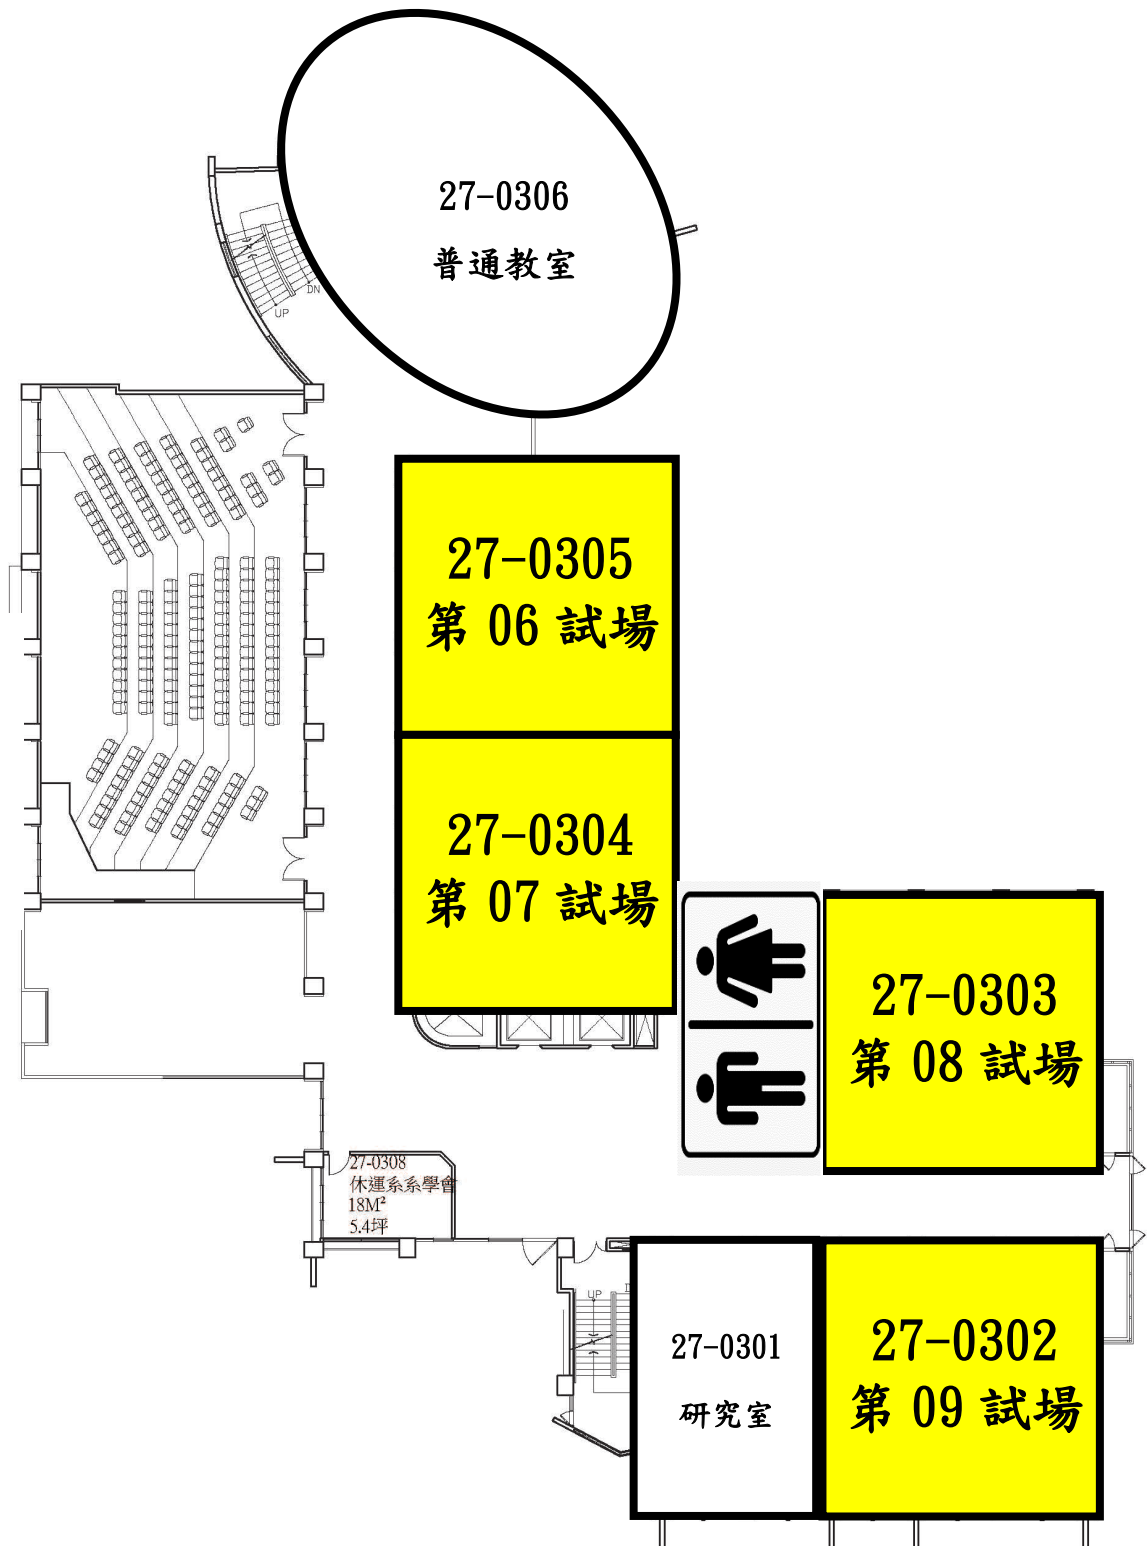 27-0306
普通教室
DN
UP
27-0305
第 06 試場
27-0304
第 07 試場
27-0303
第 08 試場
27-0308
休運系系學會
18M²
5.4坪
UP
27-0301
研究室
27-0302
第 09 試場